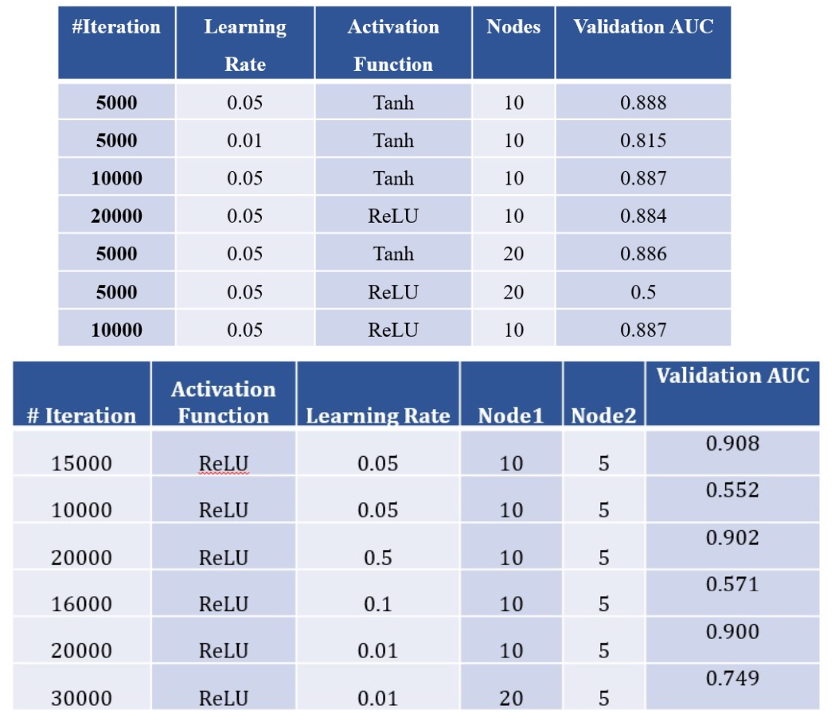 #Iteration Learning Rate Activation Function Nodes Validation AUC
5000 0.05 Tanh 10 0.888
5000 0.01 Tanh 10 0.815
10000 0.05 Tanh 10 0.887
20000 0.05 ReLU 10 0.884
5000 0.05 Tanh 20 0.886
5000 0.05 ReLU 20 0.5
10000 0.05 ReLU 10 0.887
# Iteration Activation Function Learning Rate Node1 Node2 Validation AUC
15000 ReLU 0.05 10 5 0.908
10000 ReLU 0.05 10 5 0.552
20000 ReLU 0.5 10 5 0.902
16000 ReLU 0.1 10 5 0.571
20000 ReLU 0.01 10 5 0.900
30000 ReLU 0.01 20 5 0.749